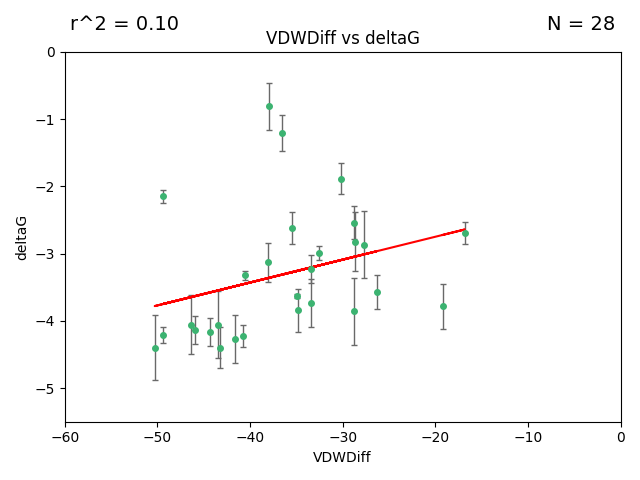 r^2 = 0.10
N = 28
VDWDiff vs deltaG
0
−1
−2
−3
−4
−5
deltaG
−60 −50 −40 −30 −20 −10 0
VDWDiff